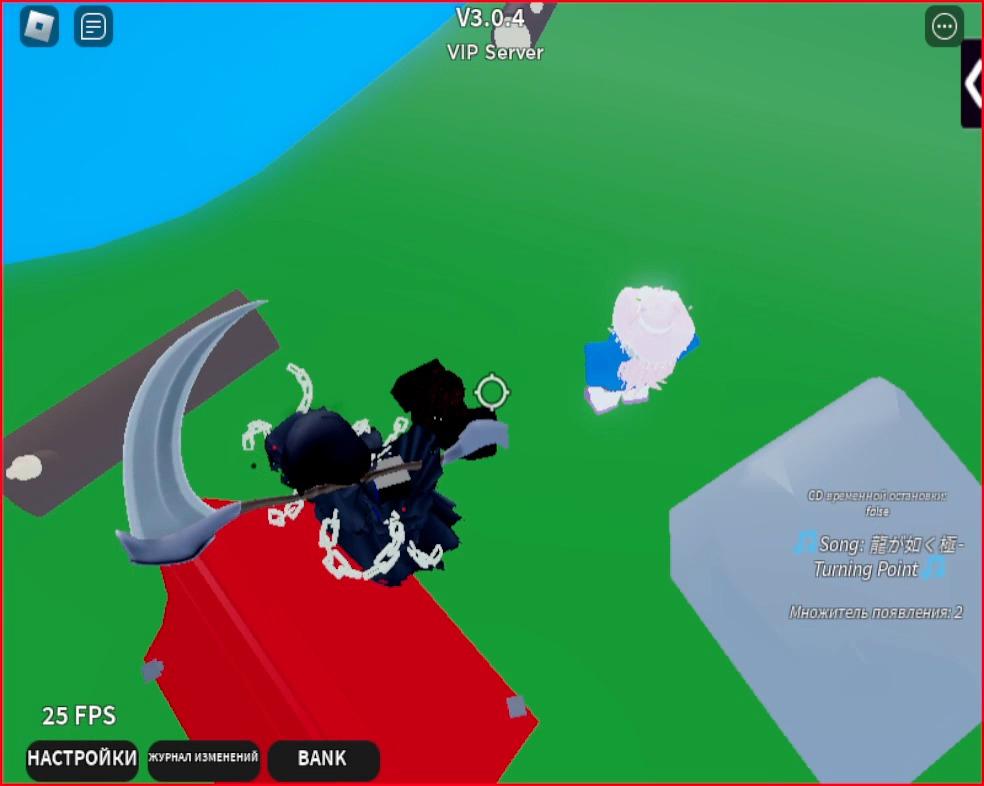 V3.0.4
VIP Server
CD временной остановки:
false
Song: 龍が如く極 -
Turning Point
Множитель появления: 2
25 FPS
НАСТРОЙКИ
ЖУРНАЛ ИЗМЕНЕНИЙ
BANK